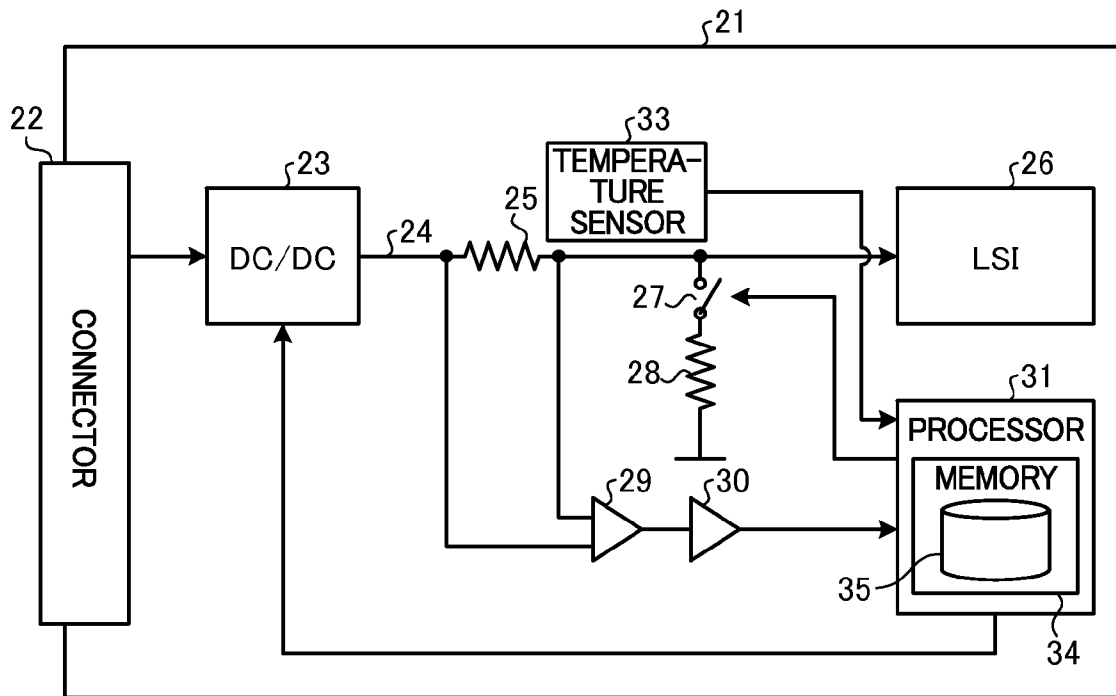 21
22
CONNECTOR
23
DC/DC
24
25
33
TEMPERA-
TURE
SENSOR
26
LSI
27
28
29
30
31
PROCESSOR
MEMORY
35
34